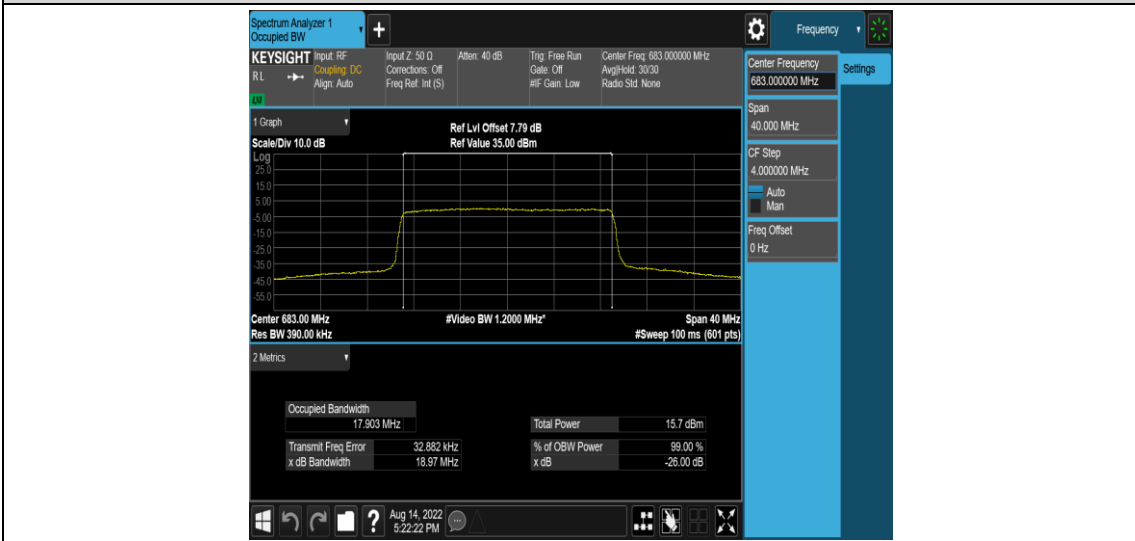 Spectrum Analyzer 1
Occupied BW
Frequency
KEYSIGHT
Input: RF
Input Z: 50 Ω
Atten: 40 dB
Trig: Free Run
Center Freq: 683.000000 MHz
RL
Coupling: DC
Corrections: Off
Gate: Off
Avg|Hold: 30/30
Align: Auto
Freq Ref: Int (S)
#IF Gain: Low
Radio Std: None
LXI
Center Frequency
683.000000 MHz
Settings
Span
40.000 MHz
CF Step
4.000000 MHz
Auto
Man
Freq Offset
0 Hz
1 Graph
Ref Lvl Offset 7.79 dB
Scale/Div 10.0 dB
Ref Value 35.00 dBm
Log
25.0
15.0
5.00
-5.00
-15.0
-25.0
-35.0
-45.0
-55.0
Center 683.00 MHz
#Video BW 1.2000 MHz*
Span 40 MHz
Res BW 390.00 kHz
#Sweep 100 ms (601 pts)
2 Metrics
Occupied Bandwidth
17.903 MHz
Total Power
15.7 dBm
Transmit Freq Error
32.882 kHz
% of OBW Power
99.00 %
x dB Bandwidth
18.97 MHz
x dB
-26.00 dB
?
Aug 14, 2022
5:22:22 PM